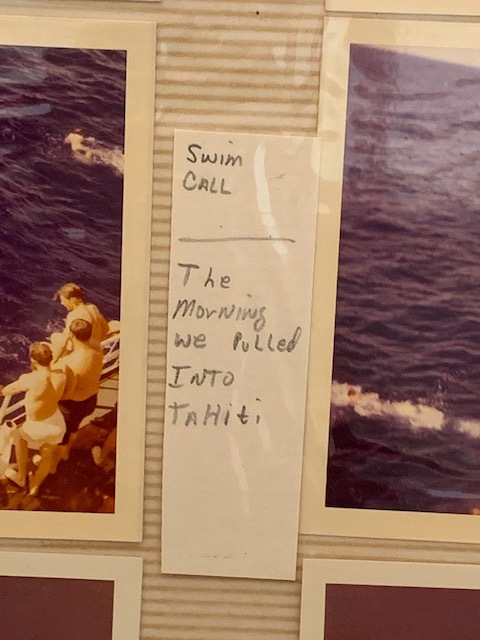 Swim
CALL
The
Morning
we Pulled
INTO
TAHiti